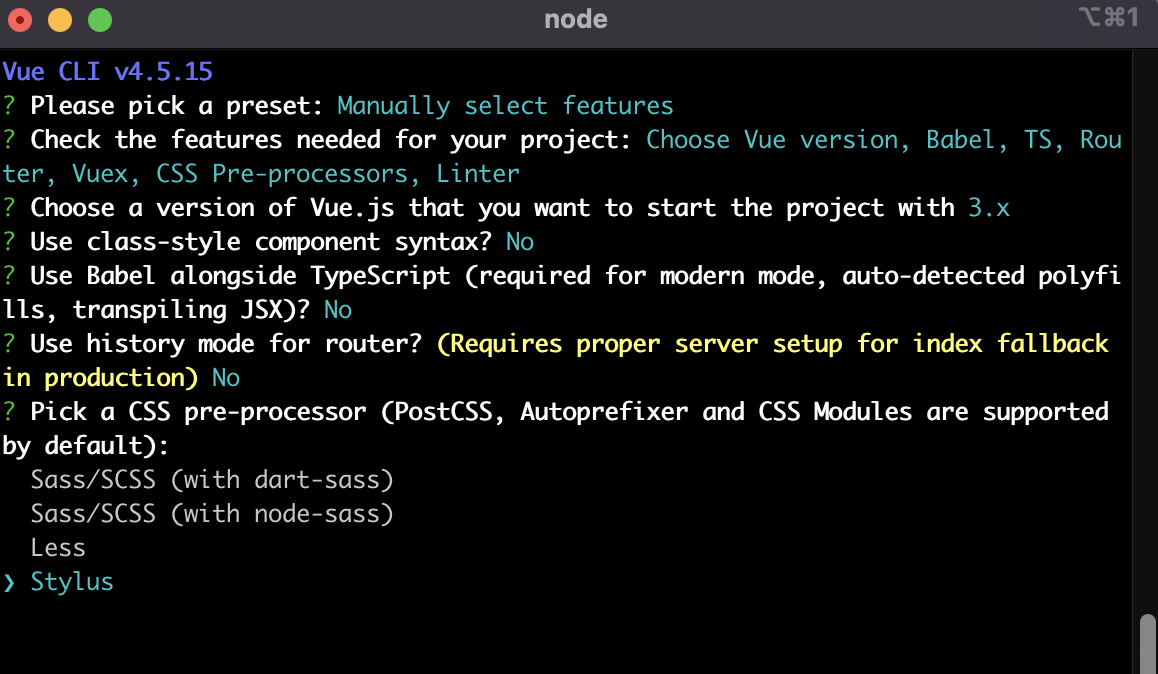 node
⌥⌘1
Vue CLI v4.5.15
? Please pick a preset: Manually select features
? Check the features needed for your project: Choose Vue version, Babel, TS, Rou
ter, Vuex, CSS Pre-processors, Linter
? Choose a version of Vue.js that you want to start the project with 3.x
? Use class-style component syntax? No
? Use Babel alongside TypeScript (required for modern mode, auto-detected polyfi
lls, transpiling JSX)? No
? Use history mode for router? (Requires proper server setup for index fallback
in production) No
? Pick a CSS pre-processor (PostCSS, Autoprefixer and CSS Modules are supported
by default):
Sass/SCSS (with dart-sass)
Sass/SCSS (with node-sass)
Less
❯ Stylus